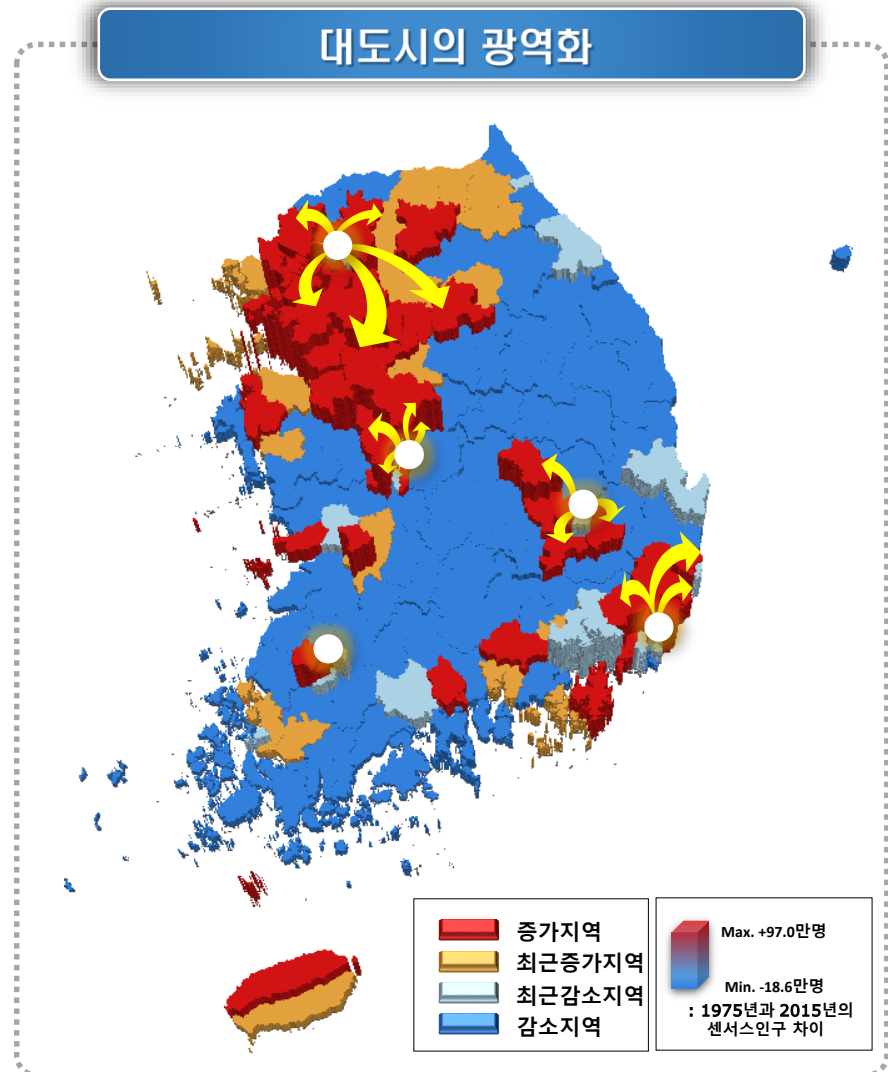 대도시의 광역화
증가지역
최근증가지역
최근감소지역
감소지역
Max. +97.0만명
Min. -18.6만명
: 1975년과 2015년의
센서스인구 차이